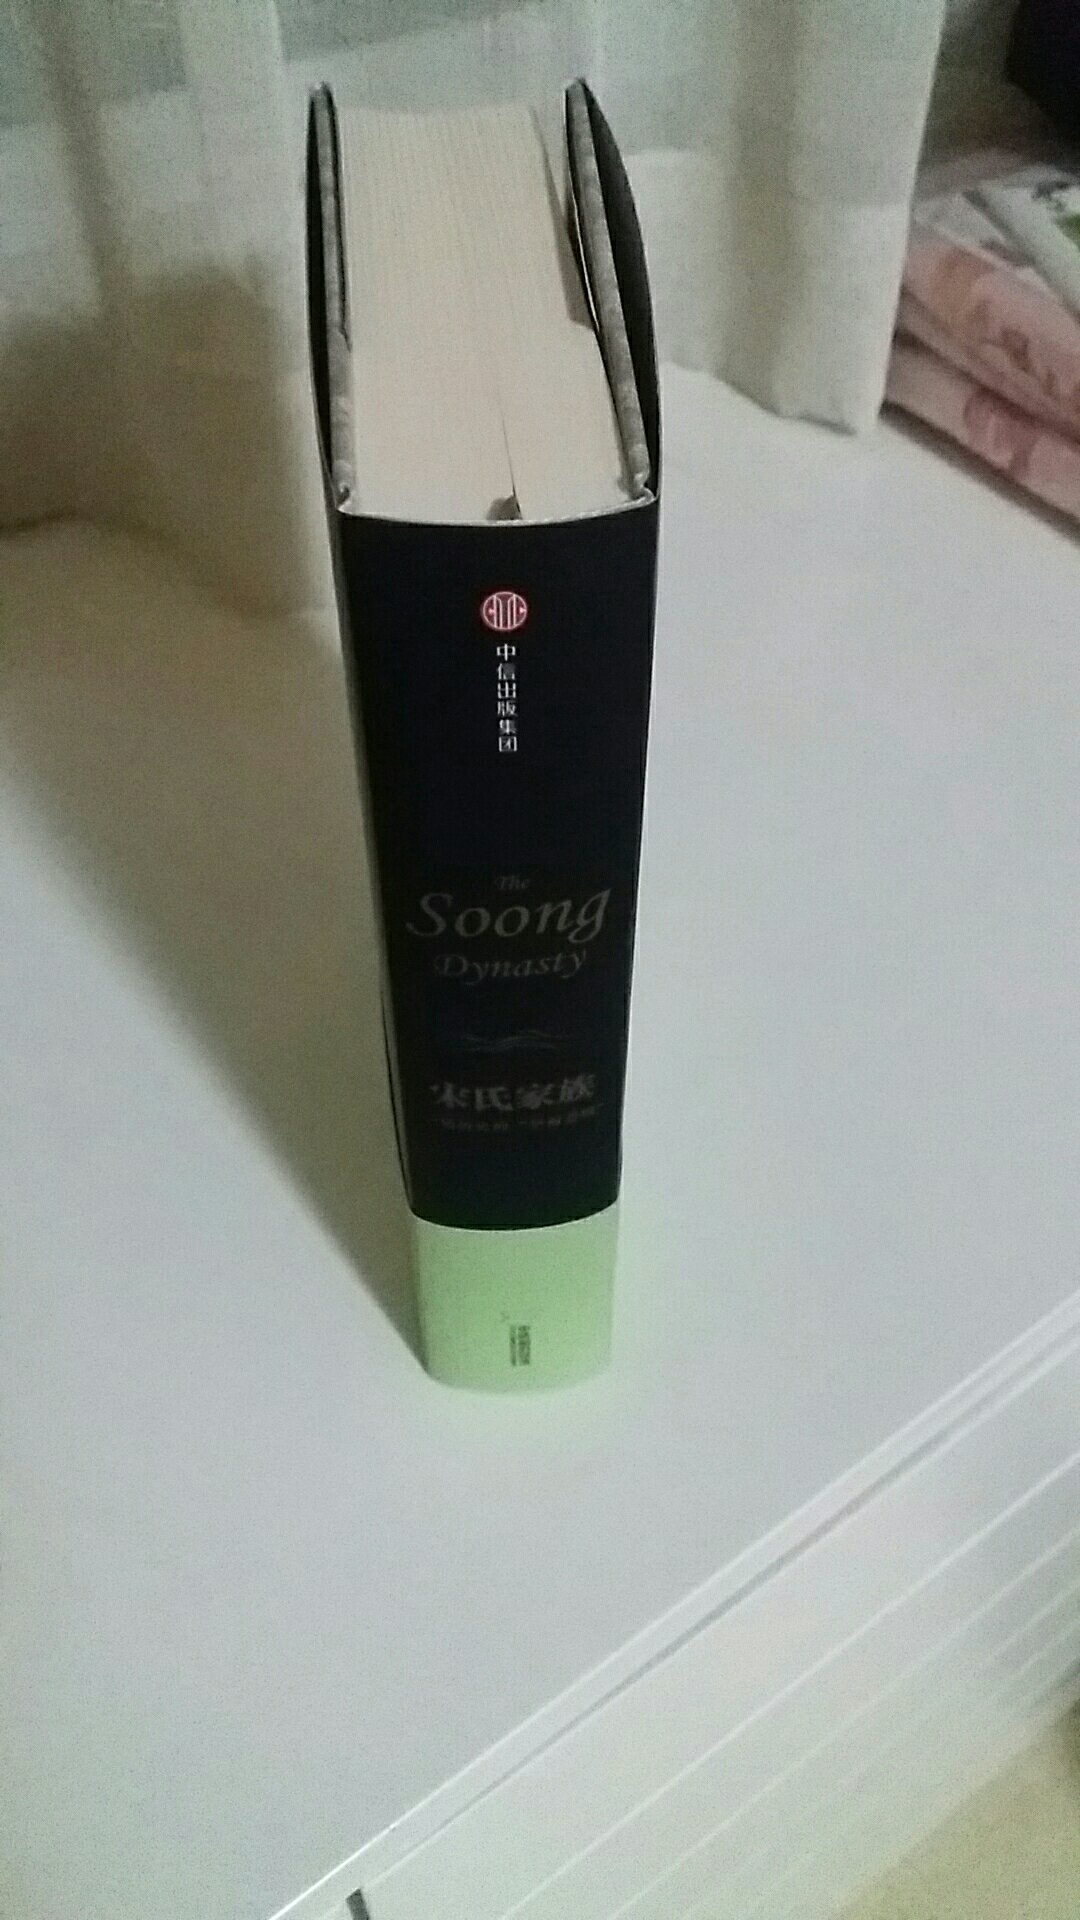 中信出版集团
The
Soong
Dynasty
宋氏家族